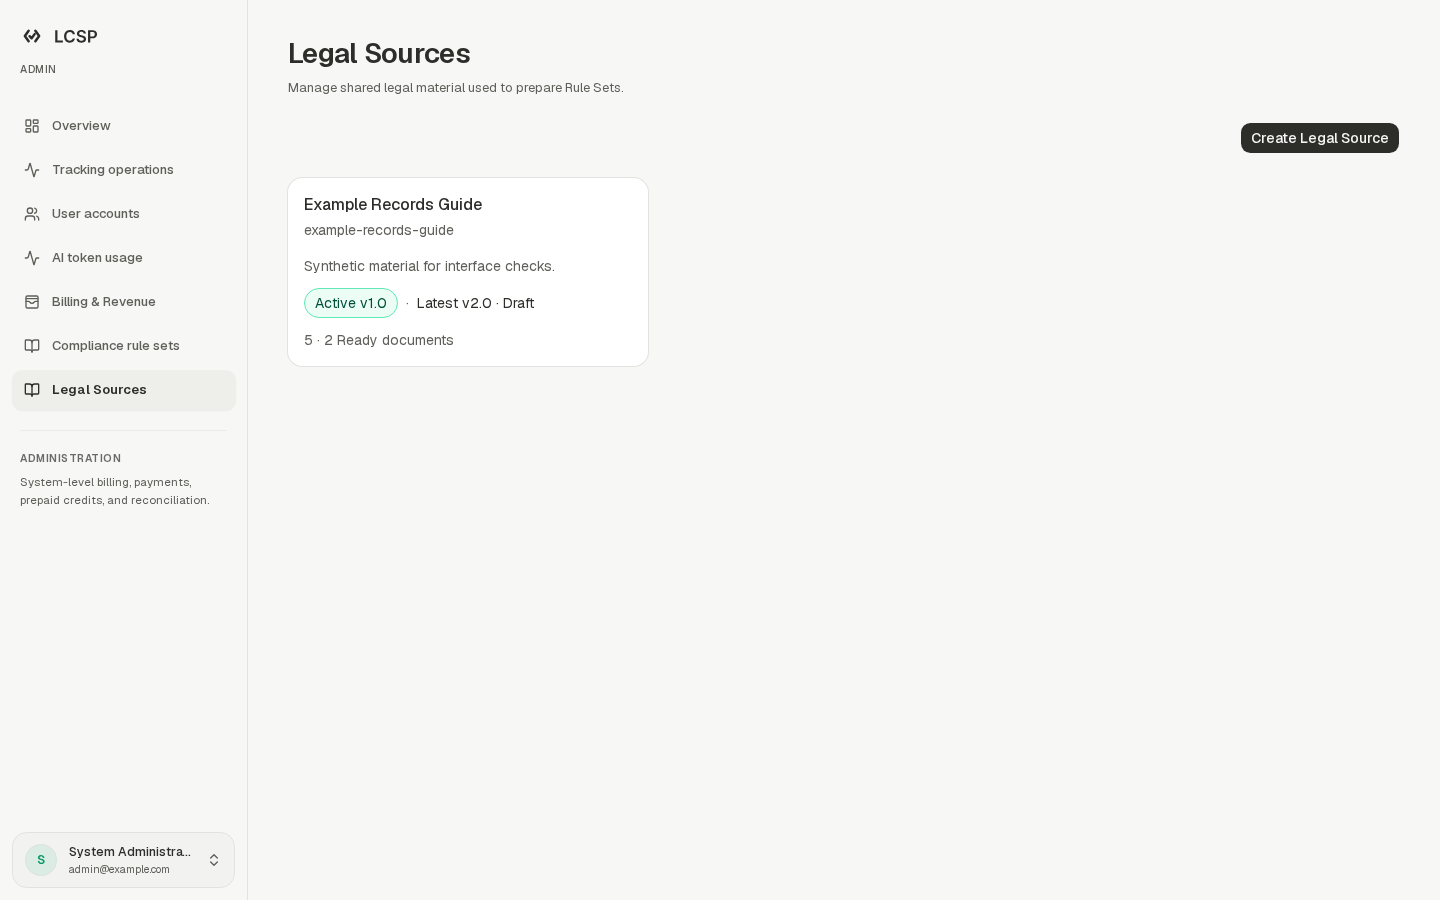 LCSP
ADMIN
Overview
Tracking operations
User accounts
AI token usage
Billing & Revenue
Compliance rule sets
Legal Sources
ADMINISTRATION
System-level billing, payments,
prepaid credits, and reconciliation.
S
System Administra...
admin@example.com
Legal Sources
Manage shared legal material used to prepare Rule Sets.
Create Legal Source
Example Records Guide
example-records-guide
Synthetic material for interface checks.
Active v1.0 · Latest v2.0 · Draft
5 · 2 Ready documents